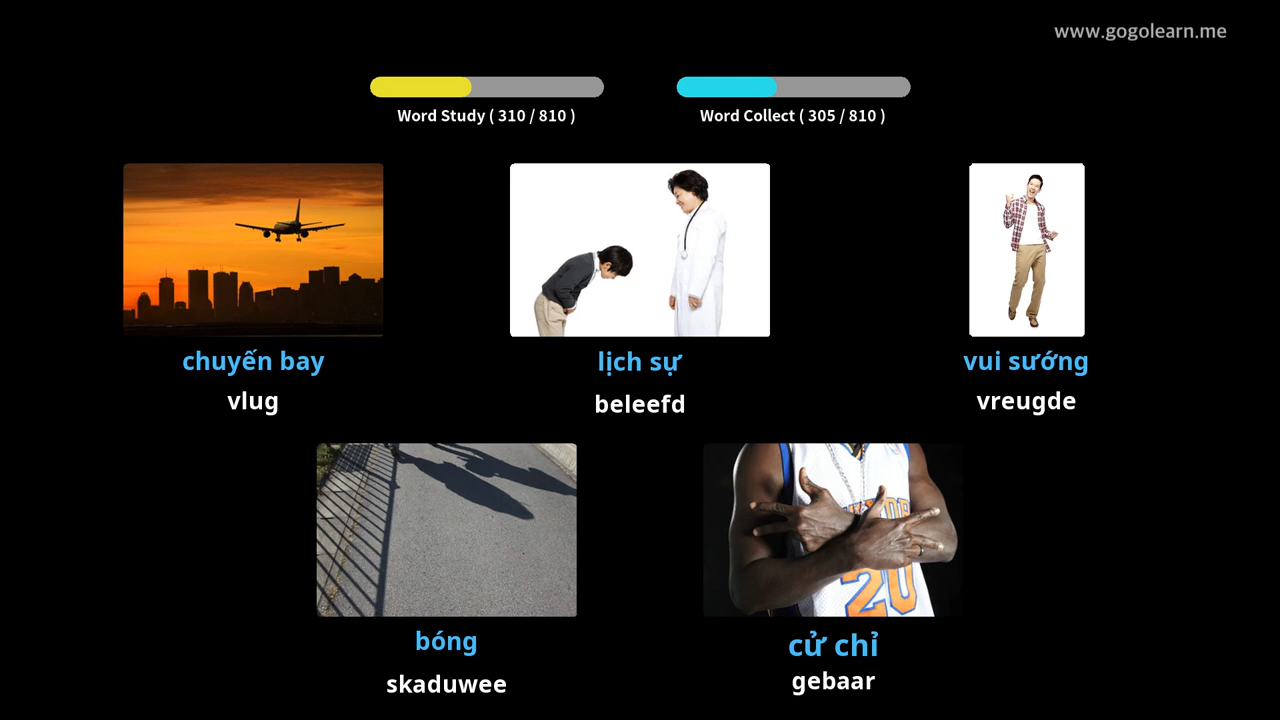 www.gogolearn.me
Word Study ( 310 / 810 )
Word Collect ( 305 / 810 )
chuyến bay
vlug
lịch sự
beleefd
vui sướng
vreugde
20
bóng
skaduwee
cử chỉ
gebaar